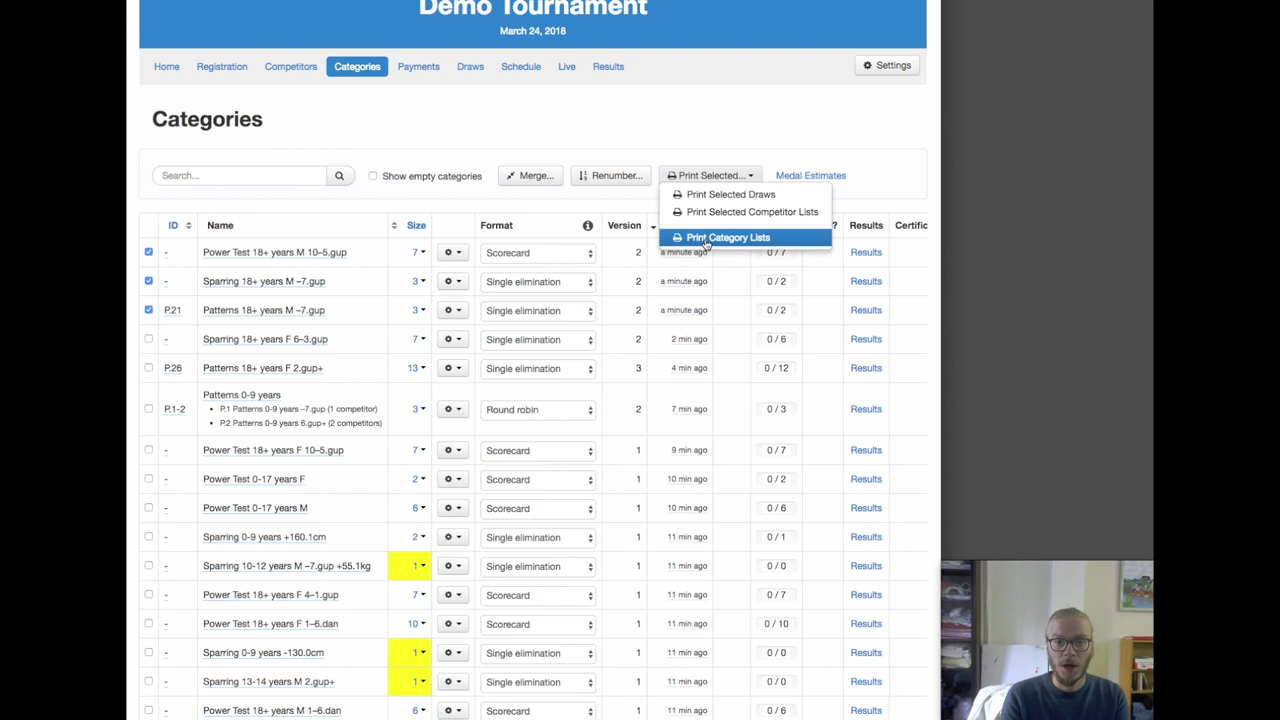 Demo Tournament
March 24, 2018
Home Registration Competitors Categories Payments Draws Schedule Live Results Settings
Categories
Search... Show empty categories Merge... Renumber... Print Selected... Medal Estimates
Print Selected Draws
Print Selected Competitor Lists
Print Category Lists
ID Name Size Format Version ? Results Certific
- Power Test 18+ years M 10–5.gup 7 Scorecard 2 a minute ago 0 / 7 Results
- Sparring 18+ years M –7.gup 3 Single elimination 2 a minute ago 0 / 2 Results
P.21 Patterns 18+ years M –7.gup 3 Single elimination 2 a minute ago 0 / 2 Results
- Sparring 18+ years F 6–3.gup 7 Single elimination 2 2 min ago 0 / 6 Results
P.26 Patterns 18+ years F 2.gup+ 13 Single elimination 3 4 min ago 0 / 12 Results
Patterns 0-9 years
P.1-2 • P.1 Patterns 0-9 years –7.gup (1 competitor) 3 Round robin 2 7 min ago 0 / 3 Results
• P.2 Patterns 0-9 years 6.gup+ (2 competitors)
- Power Test 18+ years F 10–5.gup 7 Scorecard 1 9 min ago 0 / 7 Results
- Power Test 0-17 years F 2 Scorecard 1 10 min ago 0 / 2 Results
- Power Test 0-17 years M 6 Scorecard 1 10 min ago 0 / 6 Results
- Sparring 0-9 years +160.1cm 2 Single elimination 1 11 min ago 0 / 1 Results
- Sparring 10-12 years M –7.gup +55.1kg 1 Single elimination 1 11 min ago 0 / 0 Results
- Power Test 18+ years F 4–1.gup 7 Scorecard 1 11 min ago 0 / 7 Results
- Power Test 18+ years F 1–6.dan 10 Scorecard 1 11 min ago 0 / 10 Results
- Sparring 0-9 years -130.0cm 1 Single elimination 1 11 min ago 0 / 0 Results
- Sparring 13-14 years M 2.gup+ 1 Single elimination 1 11 min ago 0 / 0 Results
- Power Test 18+ years M 1–6.dan 6 Scorecard 1 11 min ago 0 / 6 Results